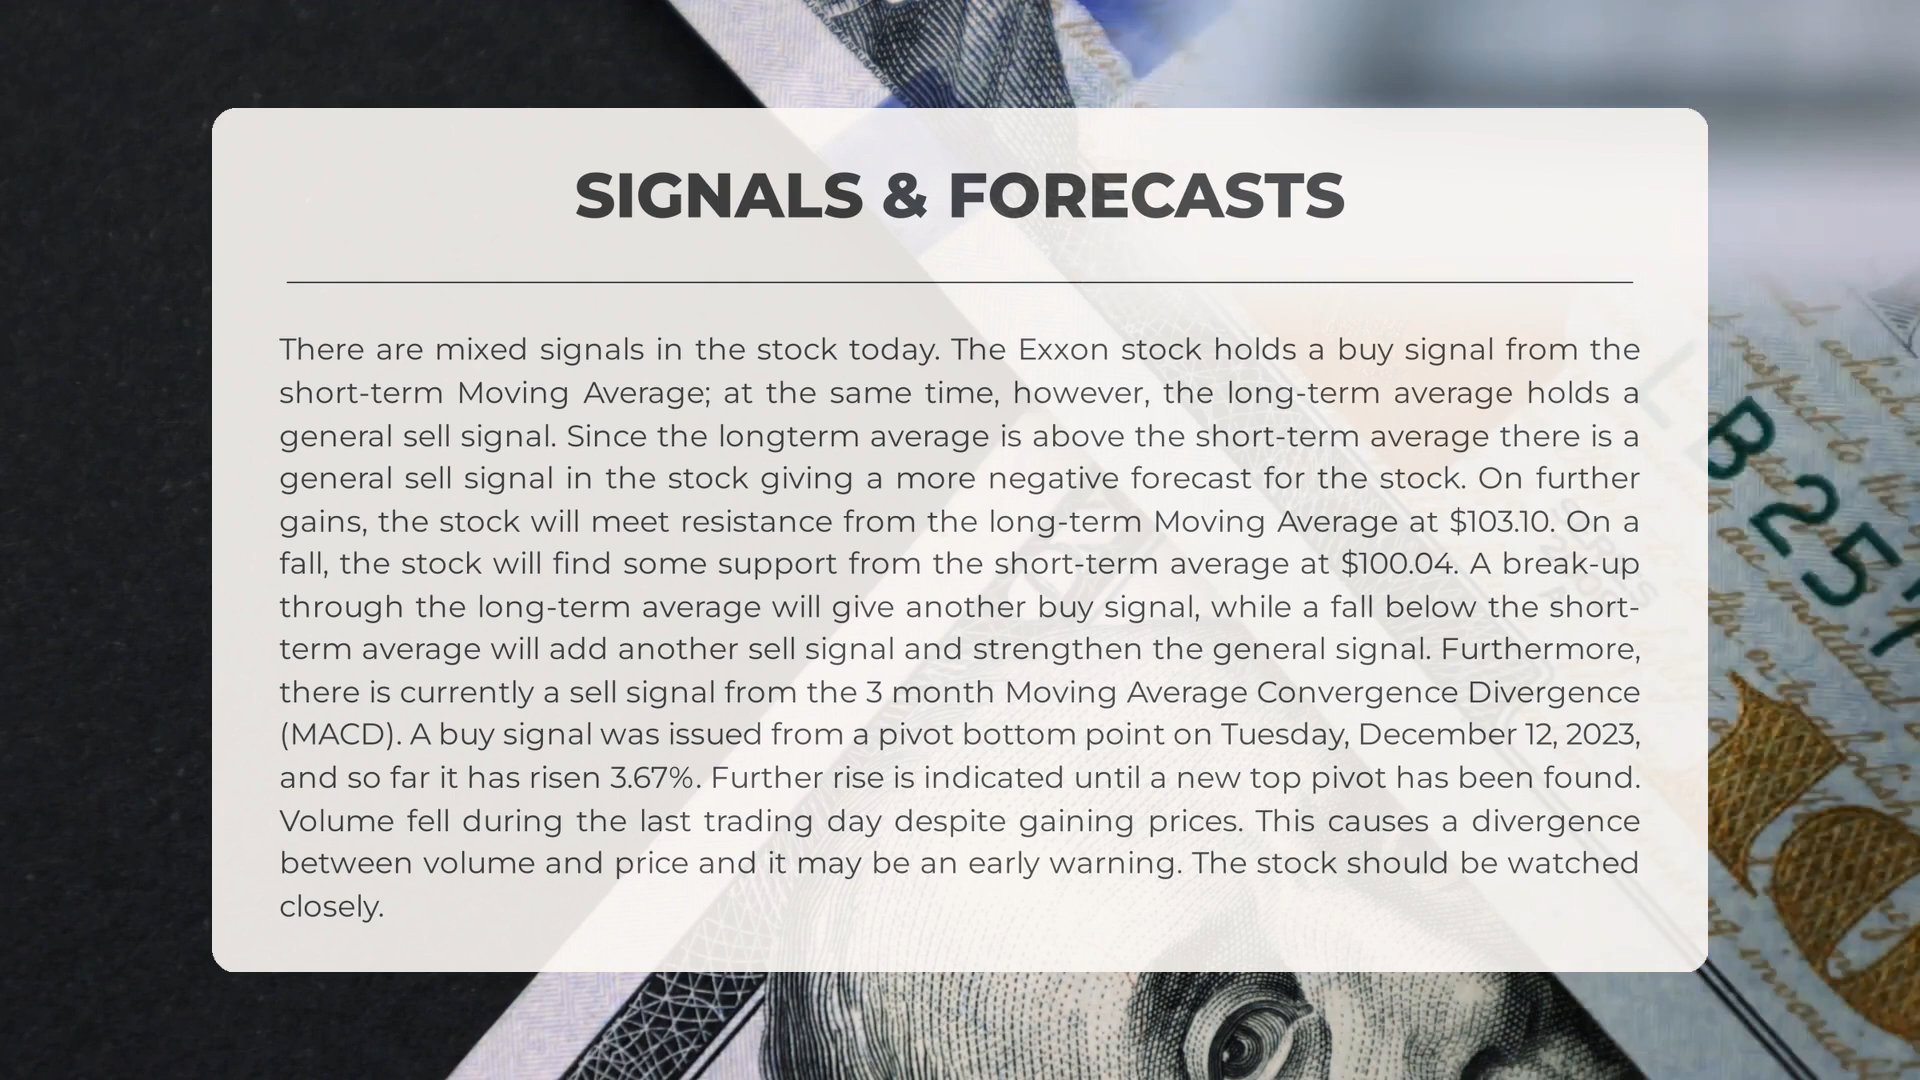 SIGNALS & FORECASTS
There are mixed signals in the stock today. The Exxon stock holds a buy signal from the
short-term Moving Average; at the same time, however, the long-term average holds a
general sell signal. Since the longterm average is above the short-term average there is a
general sell signal in the stock giving a more negative forecast for the stock. On further
gains, the stock will meet resistance from the long-term Moving Average at $103.10. On a
fall, the stock will find some support from the short-term average at $100.04. A break-up
through the long-term average will give another buy signal, while a fall below the short-
term average will add another sell signal and strengthen the general signal. Furthermore,
there is currently a sell signal from the 3 month Moving Average Convergence Divergence
(MACD). A buy signal was issued from a pivot bottom point on Tuesday, December 12, 2023,
and so far it has risen 3.67%. Further rise is indicated until a new top pivot has been found.
Volume fell during the last trading day despite gaining prices. This causes a divergence
between volume and price and it may be an early warning. The stock should be watched
closely.
LB257